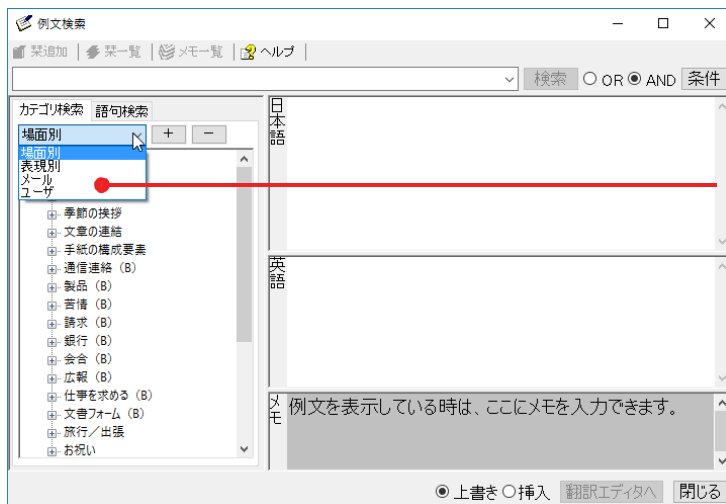 例文検索
栞追加 栞一覧 メモ一覧 ヘルプ
検索 OR AND 条件
カテゴリ検索 語句検索
場面別 + -
場面別
表現別
メール
ユーザ
季節の挨拶
文章の連結
手紙の構成要素
通信連絡 (B)
製品 (B)
苦情 (B)
請求 (B)
銀行 (B)
会合 (B)
広報 (B)
仕事を求める (B)
文書フォーム (B)
旅行/出張
お祝い
日本語
英語
メモ
例文を表示している時は、ここにメモを入力できます。
上書き 挿入 翻訳エディタへ 閉じる